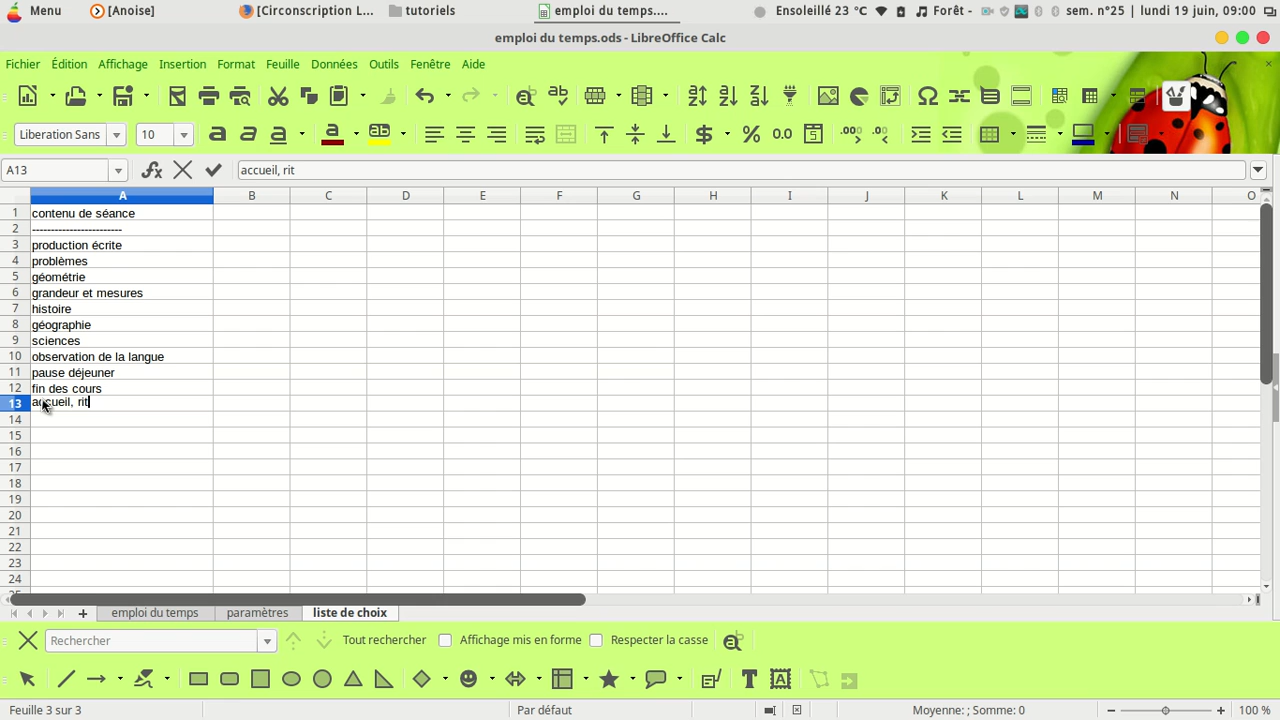 Menu [Anoise] [Circonscription L... tutoriels emploi du temps.... Ensoleillé 23 °C Forêt - sem. n°25 | lundi 19 juin, 09:00
emploi du temps.ods - LibreOffice Calc
Fichier Édition Affichage Insertion Format Feuille Données Outils Fenêtre Aide
Liberation Sans 10
A13 accueil, rit
A B C D E F G H I J K L M N O
1 contenu de séance
2 ------------------------
3 production écrite
4 problèmes
5 géométrie
6 grandeur et mesures
7 histoire
8 géographie
9 sciences
10 observation de la langue
11 pause déjeuner
12 fin des cours
13 accueil, rit
14
15
16
17
18
19
20
21
22
23
24
emploi du temps paramètres liste de choix
Rechercher Tout rechercher Affichage mis en forme Respecter la casse
Feuille 3 sur 3 Par défaut Moyenne: ; Somme: 0 100 %